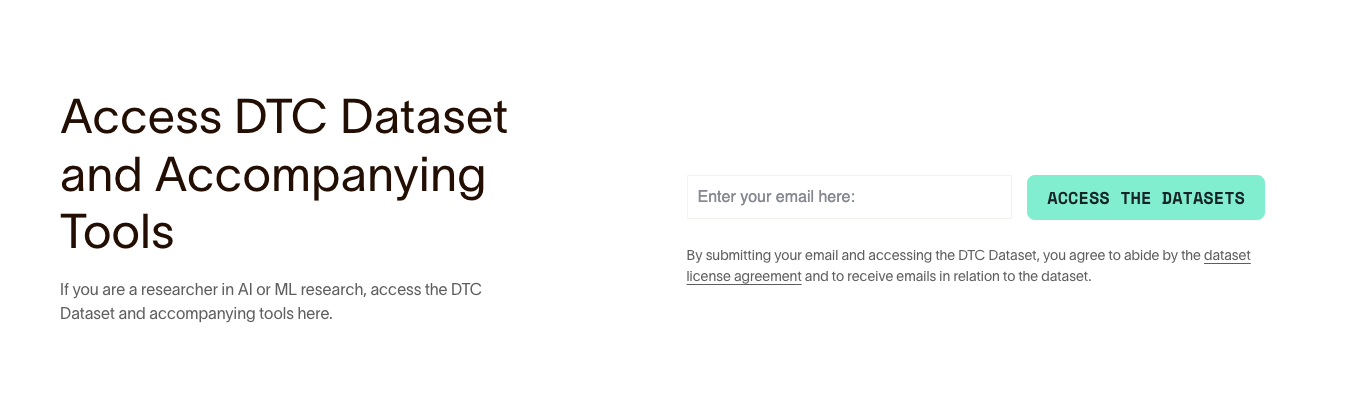 Access DTC Dataset
and Accompanying
Tools
If you are a researcher in AI or ML research, access the DTC
Dataset and accompanying tools here.
Enter your email here:
ACCESS THE DATASETS
By submitting your email and accessing the DTC Dataset, you agree to abide by the dataset
license agreement and to receive emails in relation to the dataset.